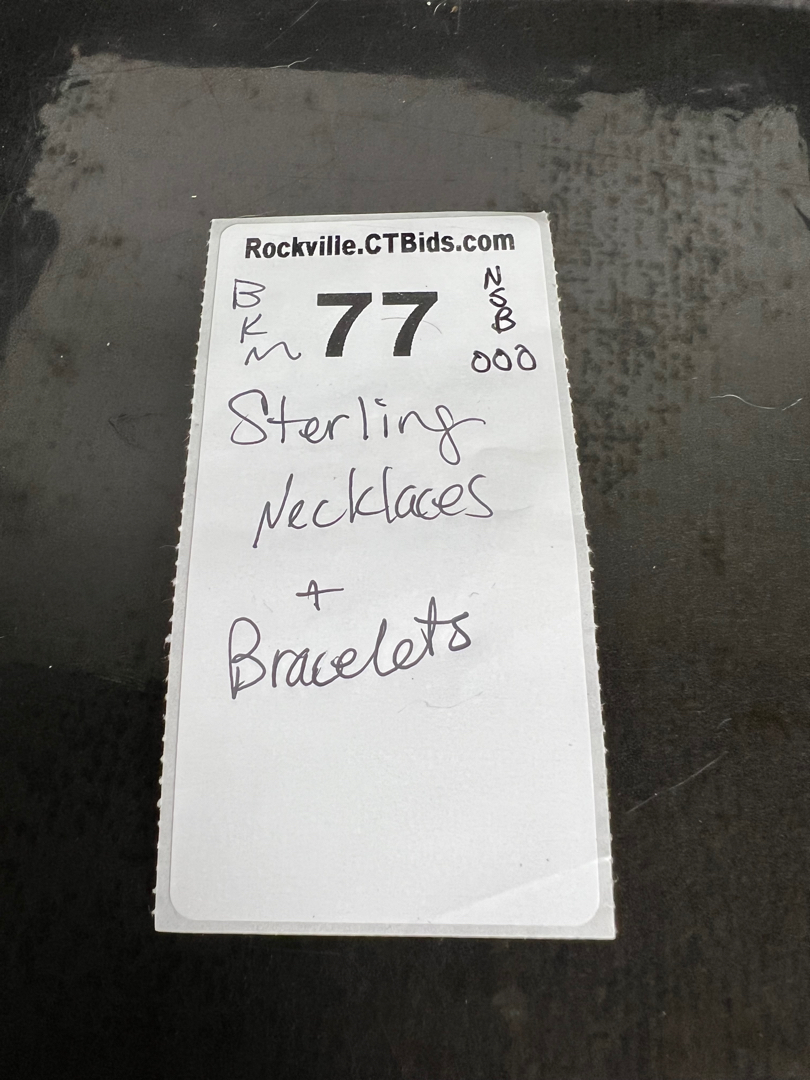 Rockville.CTBids.com
B
K
M
77
N
S
B
000
Sterling
Necklaces
+
Bracelets